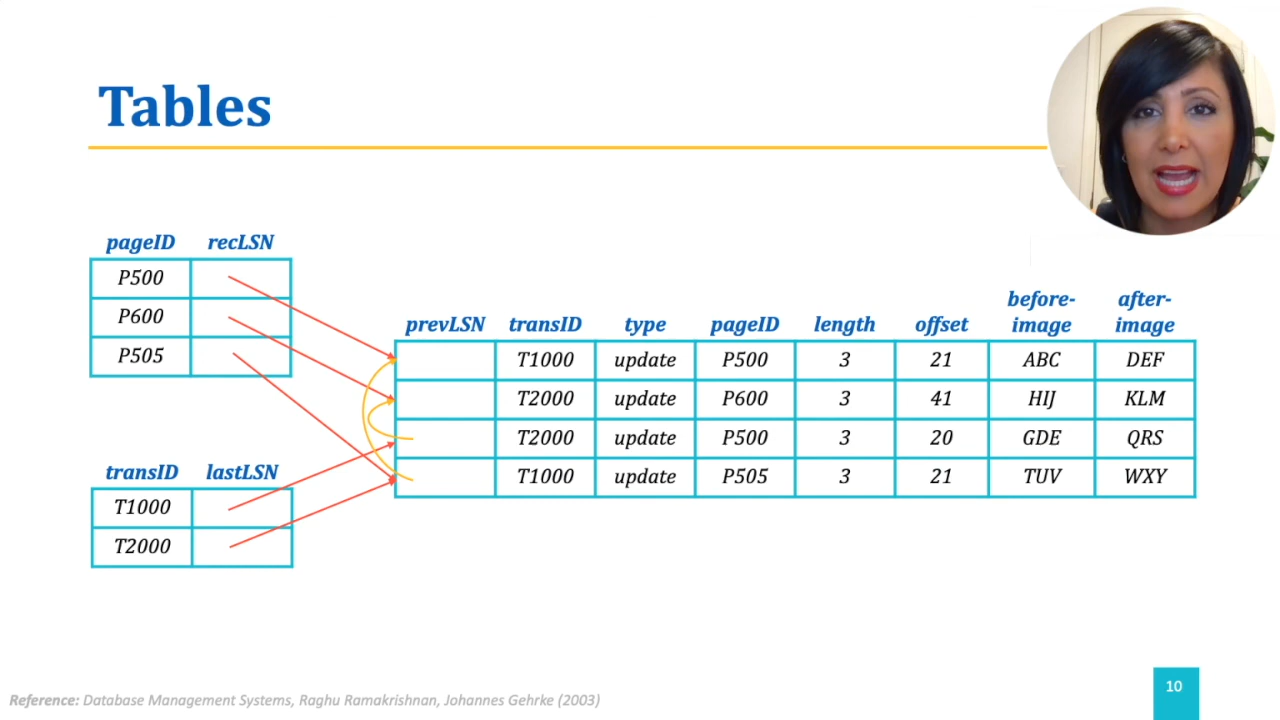 Tables
pageID recLSN
P500
P600
P505
transID lastLSN
T1000
T2000
prevLSN transID type pageID length offset before-image after-image
T1000 update P500 3 21 ABC DEF
T2000 update P600 3 41 HIJ KLM
T2000 update P500 3 20 GDE QRS
T1000 update P505 3 21 TUV WXY
Reference: Database Management Systems, Raghu Ramakrishnan, Johannes Gehrke (2003)
10